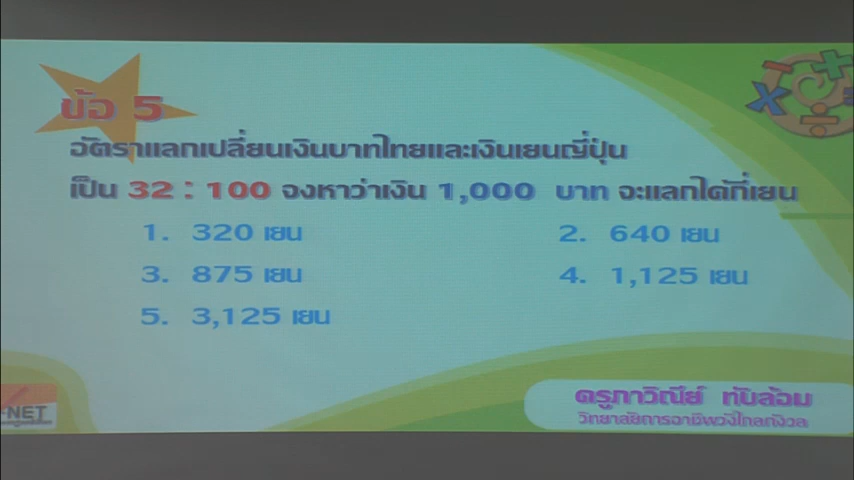 ข้อ 5
อัตราแลกเปลี่ยนเงินบาทไทยและเงินเยนญี่ปุ่น
เป็น 32 : 100 จงหาว่าเงิน 1,000 บาท จะแลกได้กี่เยน
1. 320 เยน
2. 640 เยน
3. 875 เยน
4. 1,125 เยน
5. 3,125 เยน
-NET
ครูภาวิณีย์ ทับล้อม
วิทยาลัยการอาชีพวังไกลกังวล